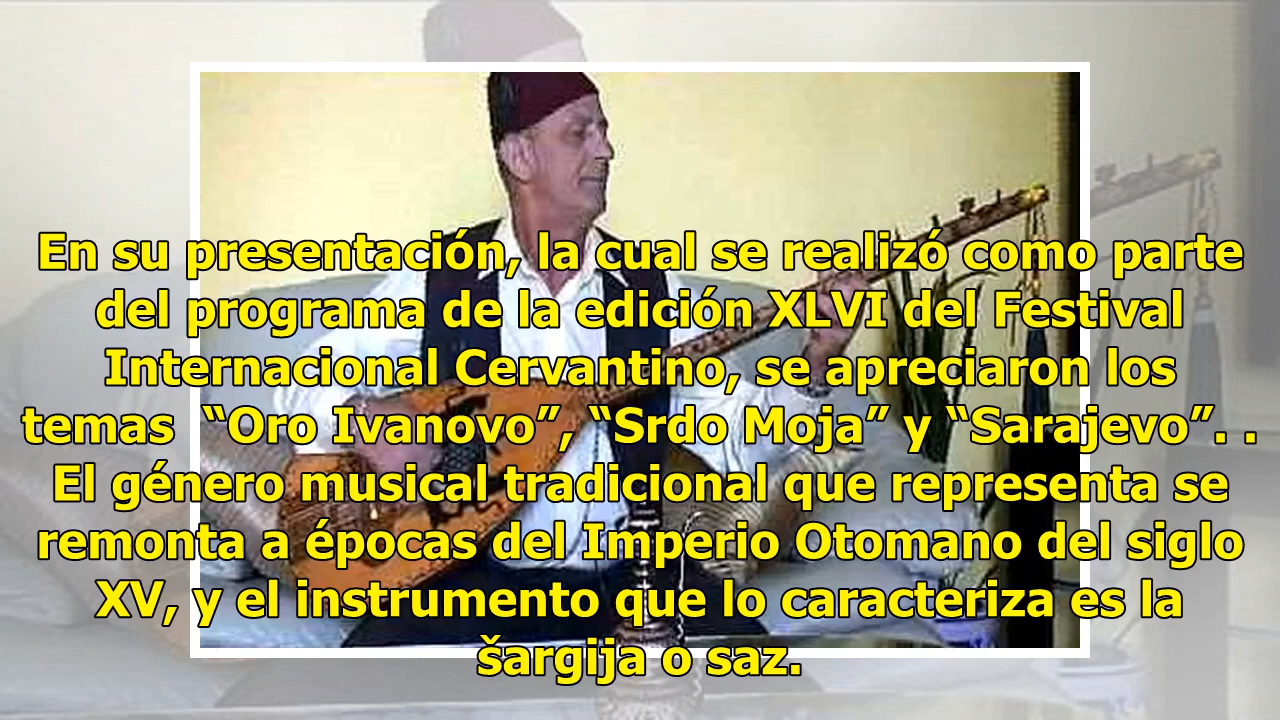 En su presentación, la cual se realizó como parte
del programa de la edición XLVI del Festival
Internacional Cervantino, se apreciaron los
temas  “Oro Ivanovo”, “Srdo Moja” y “Sarajevo”. .
El género musical tradicional que representa se
remonta a épocas del Imperio Otomano del siglo
XV, y el instrumento que lo caracteriza es la
šargija o saz.